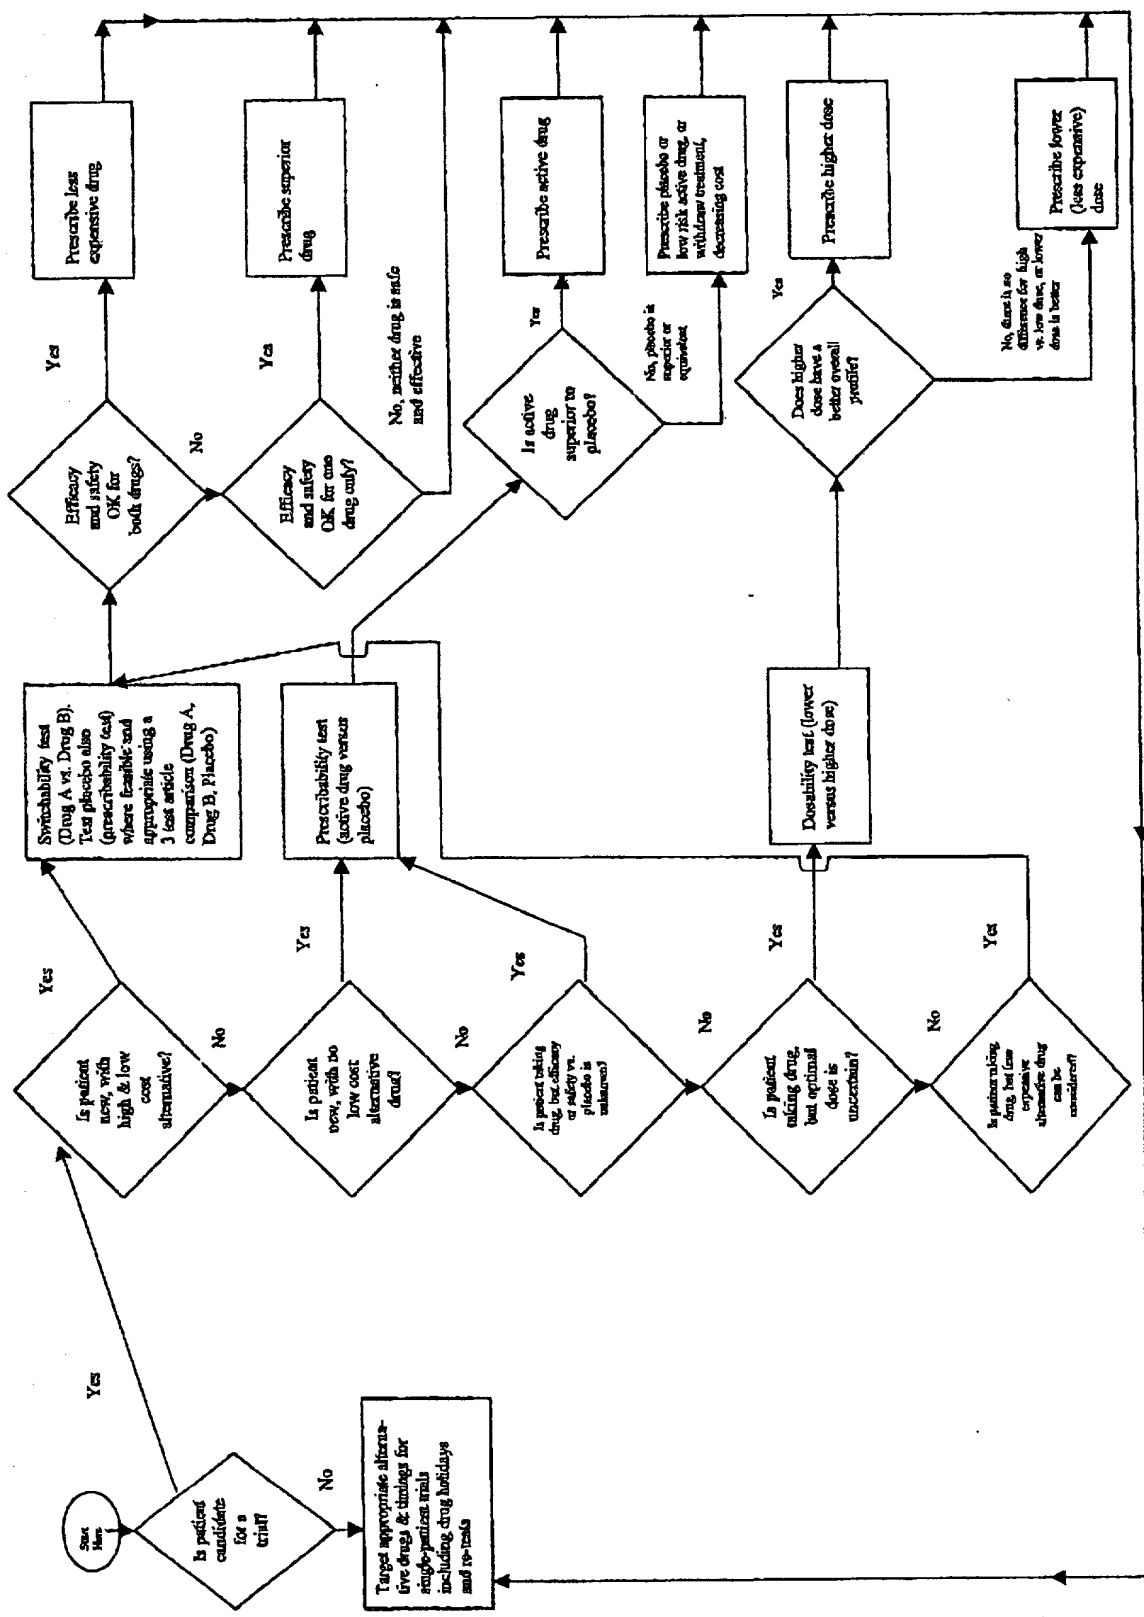 Start
Here
Is patient
candidate
for a
trial?
Yes
No
Target appropriate alterna-
tive drugs & timings for
single-patient trials
including drug holidays
and re-tests
Is patient
new, with
high & low
cost
alternative?
Yes
No
Is patient
new, with no
low cost
alternative
drug?
Yes
No
Is patient taking
drug, but efficacy
or safety vs.
placebo is
unknown?
Yes
No
Is patient
taking drug,
but optimal
dose is
uncertain?
Yes
No
Is patient taking
drug, but less
expensive
alternative drug
can be
considered?
Yes
Switchability test
(Drug A vs. Drug B).
Test placebo also
(prescribability test)
where feasible and
appropriate using a
3 test article
comparison (Drug A,
Drug B, Placebo)
Prescribability test
(active drug versus
placebo)
Dosability test (lower
versus higher dose)
Efficacy
and safety
OK for
both drugs?
Yes
No
Efficacy
and safety
OK for one
drug only?
Yes
No, neither drug is safe
and effective
Is active
drug
superior to
placebo?
Yes
No, placebo is
superior or
equivalent
Does higher
dose have a
better overall
profile?
Yes
No, there is no
difference for high
vs. low dose, or lower
dose is better
Prescribe less
expensive drug
Prescribe superior
drug
Prescribe active drug
Prescribe placebo or
low risk active drug, or
withdraw treatment,
decreasing cost
Prescribe higher dose
Prescribe lower
(less expensive)
dose